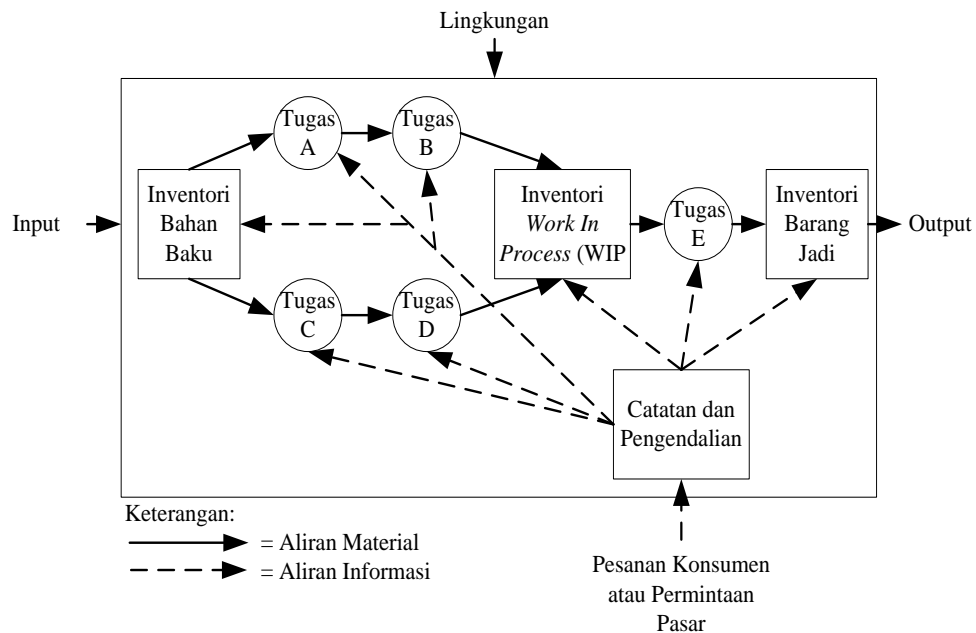 Lingkungan
Tugas
A
Tugas
B
Inventori
Bahan
Baku
Inventori
Work In
Process (WIP
Tugas
E
Inventori
Barang
Jadi
Input
Output
Tugas
C
Tugas
D
Catatan dan
Pengendalian
Keterangan:
= Aliran Material
= Aliran Informasi
Pesanan Konsumen
atau Permintaan
Pasar